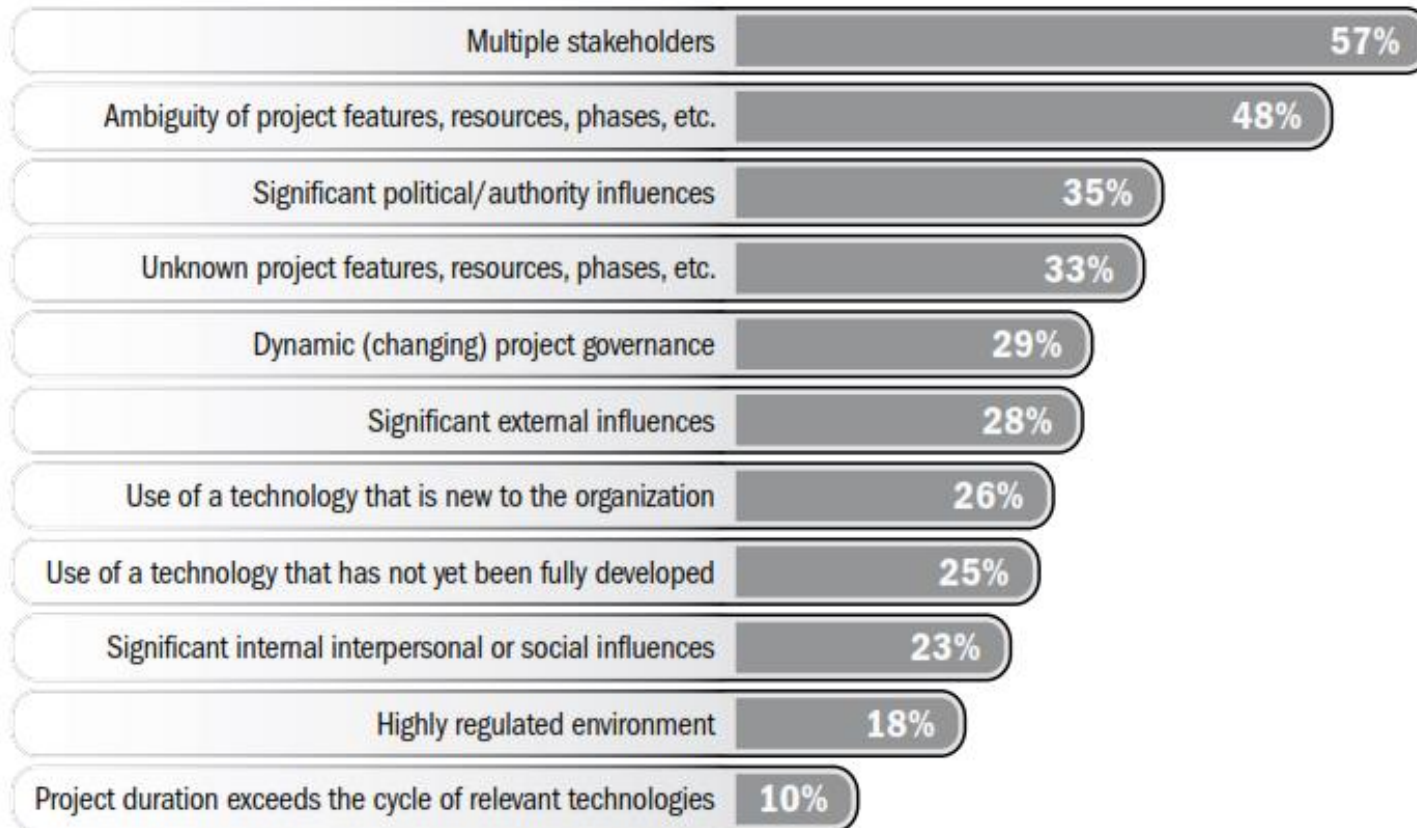 Multiple stakeholders 57%
Ambiguity of project features, resources, phases, etc. 48%
Significant political/authority influences 35%
Unknown project features, resources, phases, etc. 33%
Dynamic (changing) project governance 29%
Significant external influences 28%
Use of a technology that is new to the organization 26%
Use of a technology that has not yet been fully developed 25%
Significant internal interpersonal or social influences 23%
Highly regulated environment 18%
Project duration exceeds the cycle of relevant technologies 10%